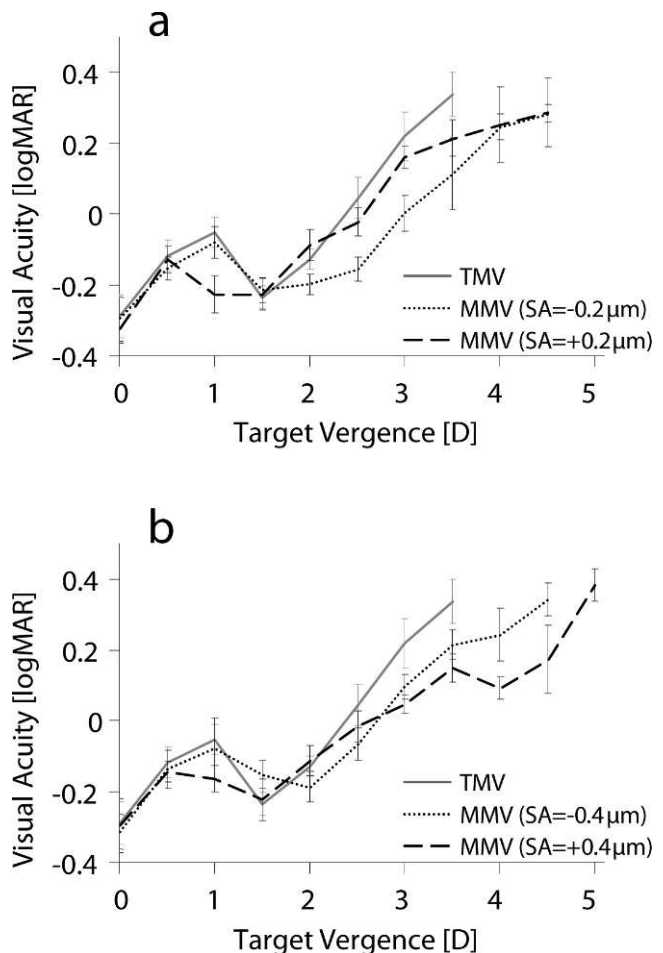 a
Visual Acuity [logMAR]
0.4
0.2
0
-0.2
-0.4
TMV
MMV (SA=-0.2µm)
MMV (SA=+0.2µm)
0 1 2 3 4 5
Target Vergence [D]
b
Visual Acuity [logMAR]
0.4
0.2
0
-0.2
-0.4
TMV
MMV (SA=-0.4µm)
MMV (SA=+0.4µm)
0 1 2 3 4 5
Target Vergence [D]